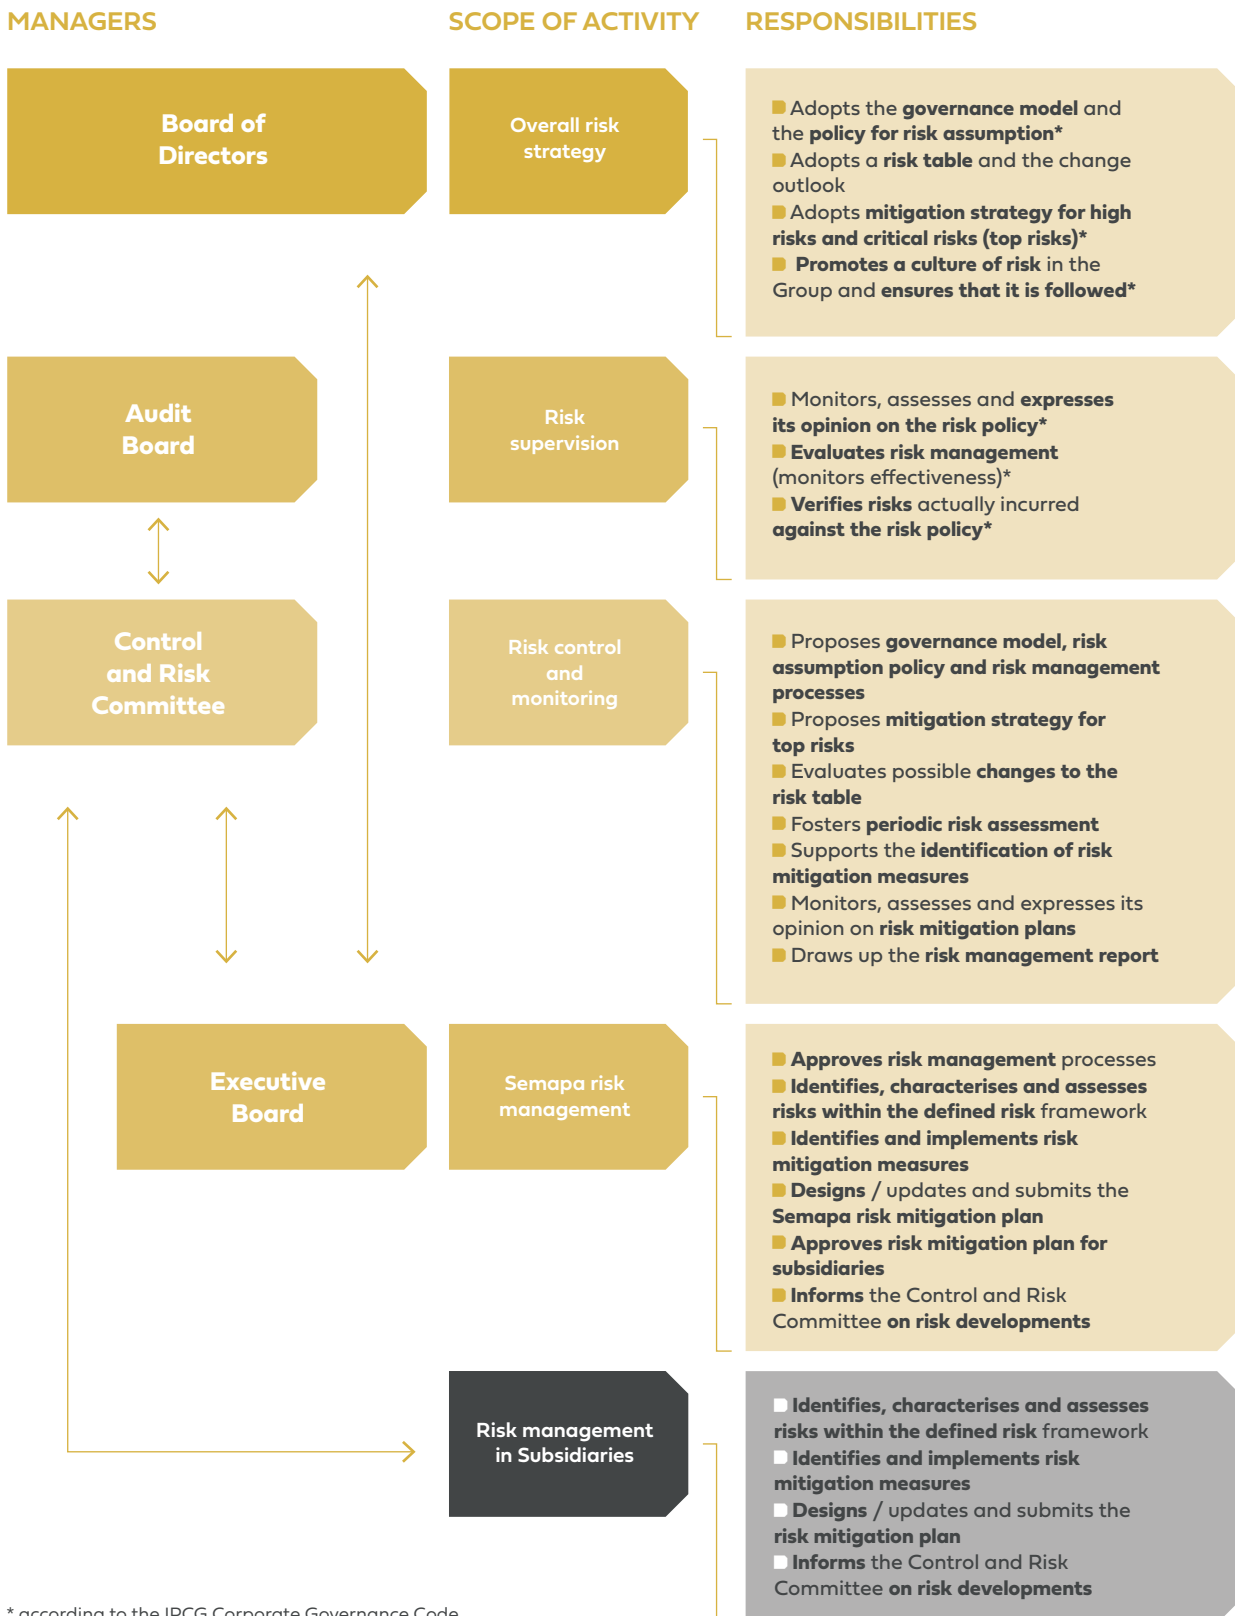 MANAGERS
SCOPE OF ACTIVITY
RESPONSIBILITIES
Board of
Directors
Overall risk
strategy
Adopts the governance model and
the policy for risk assumption*
Adopts a risk table and the change
outlook
Adopts mitigation strategy for high
risks and critical risks (top risks)*
Promotes a culture of risk in the
Group and ensures that it is followed*
Audit
Board
Risk
supervision
Monitors, assesses and expresses
its opinion on the risk policy*
Evaluates risk management
(monitors effectiveness)*
Verifies risks actually incurred
against the risk policy*
Control
and Risk
Committee
Risk control
and
monitoring
Proposes governance model, risk
assumption policy and risk management
processes
Proposes mitigation strategy for
top risks
Evaluates possible changes to the
risk table
Fosters periodic risk assessment
Supports the identification of risk
mitigation measures
Monitors, assesses and expresses its
opinion on risk mitigation plans
Draws up the risk management report
Executive
Board
Semapa risk
management
Approves risk management processes
Identifies, characterises and assesses
risks within the defined risk framework
Identifies and implements risk
mitigation measures
Designs / updates and submits the
Semapa risk mitigation plan
Approves risk mitigation plan for
subsidiaries
Informs the Control and Risk
Committee on risk developments
Risk management
in Subsidiaries
Identifies, characterises and assesses
risks within the defined risk framework
Identifies and implements risk
mitigation measures
Designs / updates and submits the
risk mitigation plan
Informs the Control and Risk
Committee on risk developments
* according to the IPCG Corporate Governance Code